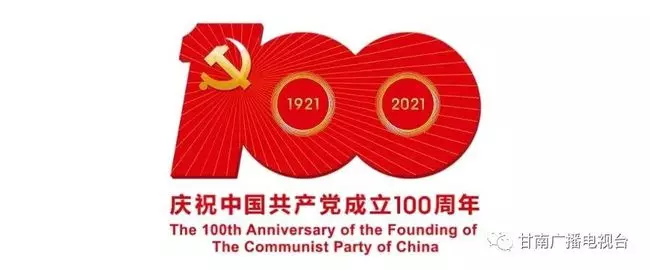 100
1921
2021
庆祝中国共产党成立100周年
The 100th Anniversary of the Founding of
The Communist Party of China
甘南广播电视台